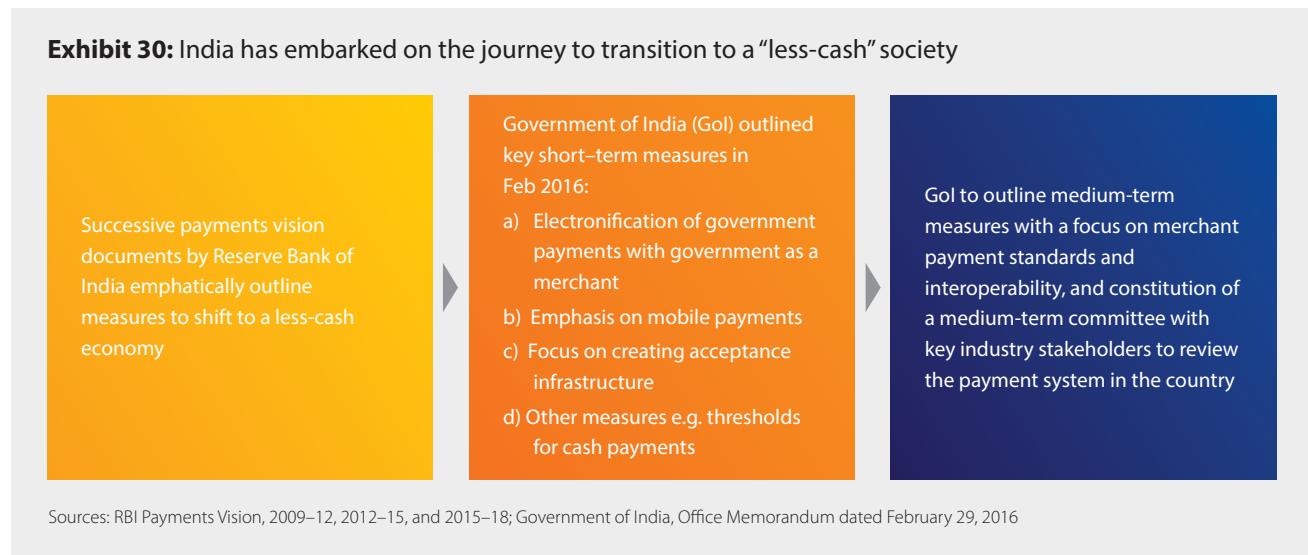 Exhibit 30: India has embarked on the journey to transition to a “less-cash” society
Successive payments vision
documents by Reserve Bank of
India emphatically outline
measures to shift to a less-cash
economy
Government of India (GoI) outlined
key short–term measures in
Feb 2016:
a) Electronification of government
payments with government as a
merchant
b) Emphasis on mobile payments
c) Focus on creating acceptance
infrastructure
d) Other measures e.g. thresholds
for cash payments
GoI to outline medium-term
measures with a focus on merchant
payment standards and
interoperability, and constitution of
a medium-term committee with
key industry stakeholders to review
the payment system in the country
Sources: RBI Payments Vision, 2009–12, 2012–15, and 2015–18; Government of India, Office Memorandum dated February 29, 2016